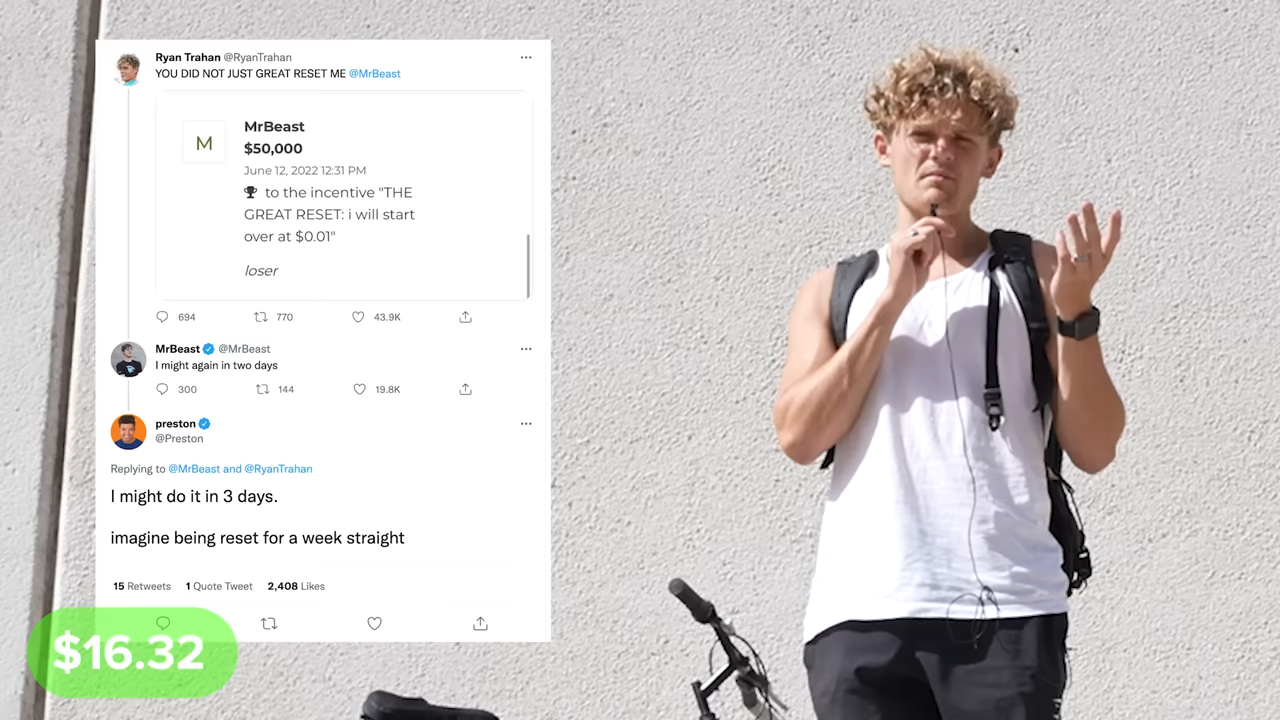 Ryan Trahan @RyanTrahan
YOU DID NOT JUST GREAT RESET ME @MrBeast
M
MrBeast
$50,000
June 12, 2022 12:31 PM
🏆 to the incentive "THE
GREAT RESET: i will start
over at $0.01"
loser
694 770 43.9K
MrBeast @MrBeast
I might again in two days
300 144 19.8K
preston
@Preston
Replying to @MrBeast and @RyanTrahan
I might do it in 3 days.
imagine being reset for a week straight
15 Retweets 1 Quote Tweet 2,408 Likes
$16.32